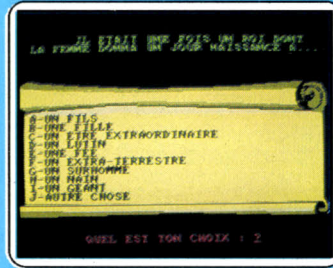 IL ETAIT UNE FOIS UN ROI DONT
LA FEMME DONNA UN JOUR NAISSANCE A...
A-UN FILS
B-UNE FILLE
C-UN ETRE EXTRAORDINAIRE
D-UN LUTIN
E-UNE FEE
F-UN EXTRA-TERRESTRE
G-UN SURHOMME
H-UN NAIN
I-UN GEANT
J-AUTRE CHOSE
QUEL EST TON CHOIX : ?